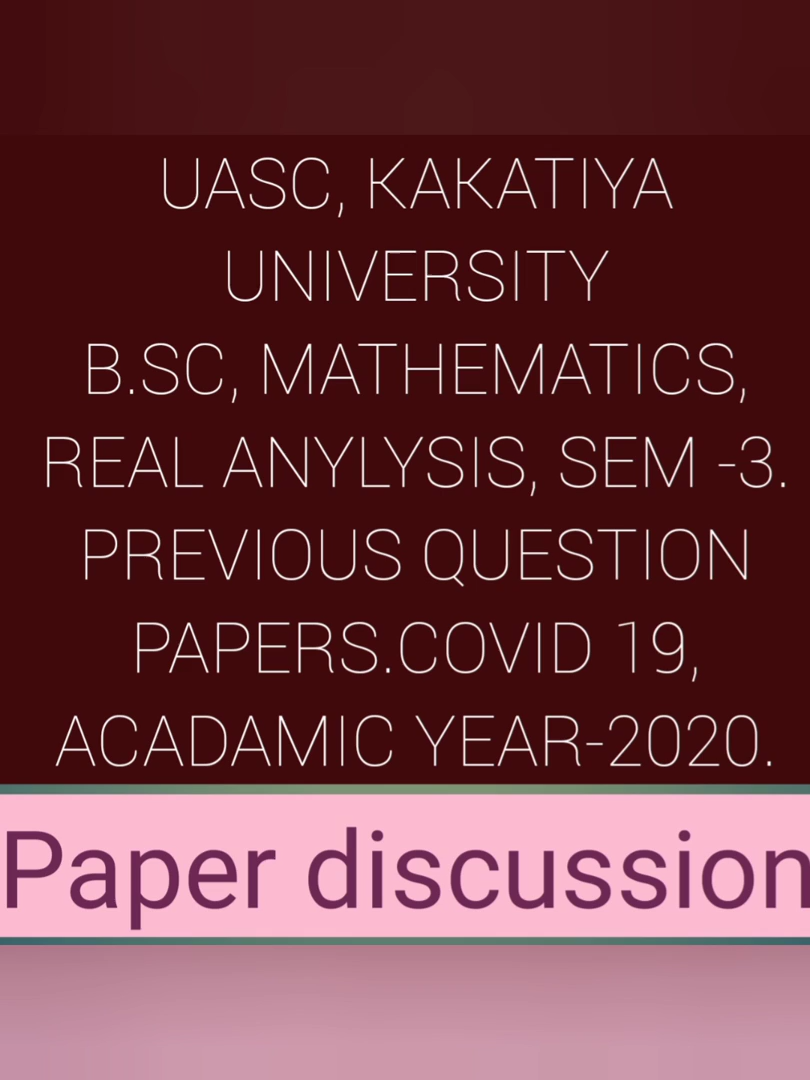 UASC, KAKATIYA
UNIVERSITY
B.SC, MATHEMATICS,
REAL ANYLYSIS, SEM -3.
PREVIOUS QUESTION
PAPERS.COVID 19,
ACADAMIC YEAR-2020.
Paper discussion